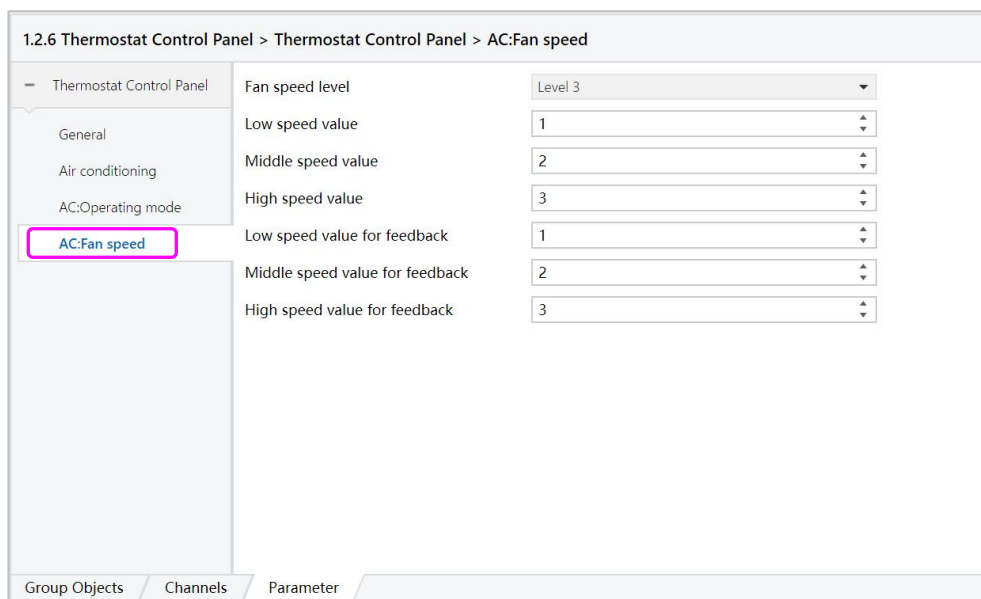 1.2.6 Thermostat Control Panel > Thermostat Control Panel > AC:Fan speed
Thermostat Control Panel
General
Air conditioning
AC:Operating mode
AC:Fan speed
Fan speed level Level 3
Low speed value 1
Middle speed value 2
High speed value 3
Low speed value for feedback 1
Middle speed value for feedback 2
High speed value for feedback 3
Group Objects Channels Parameter